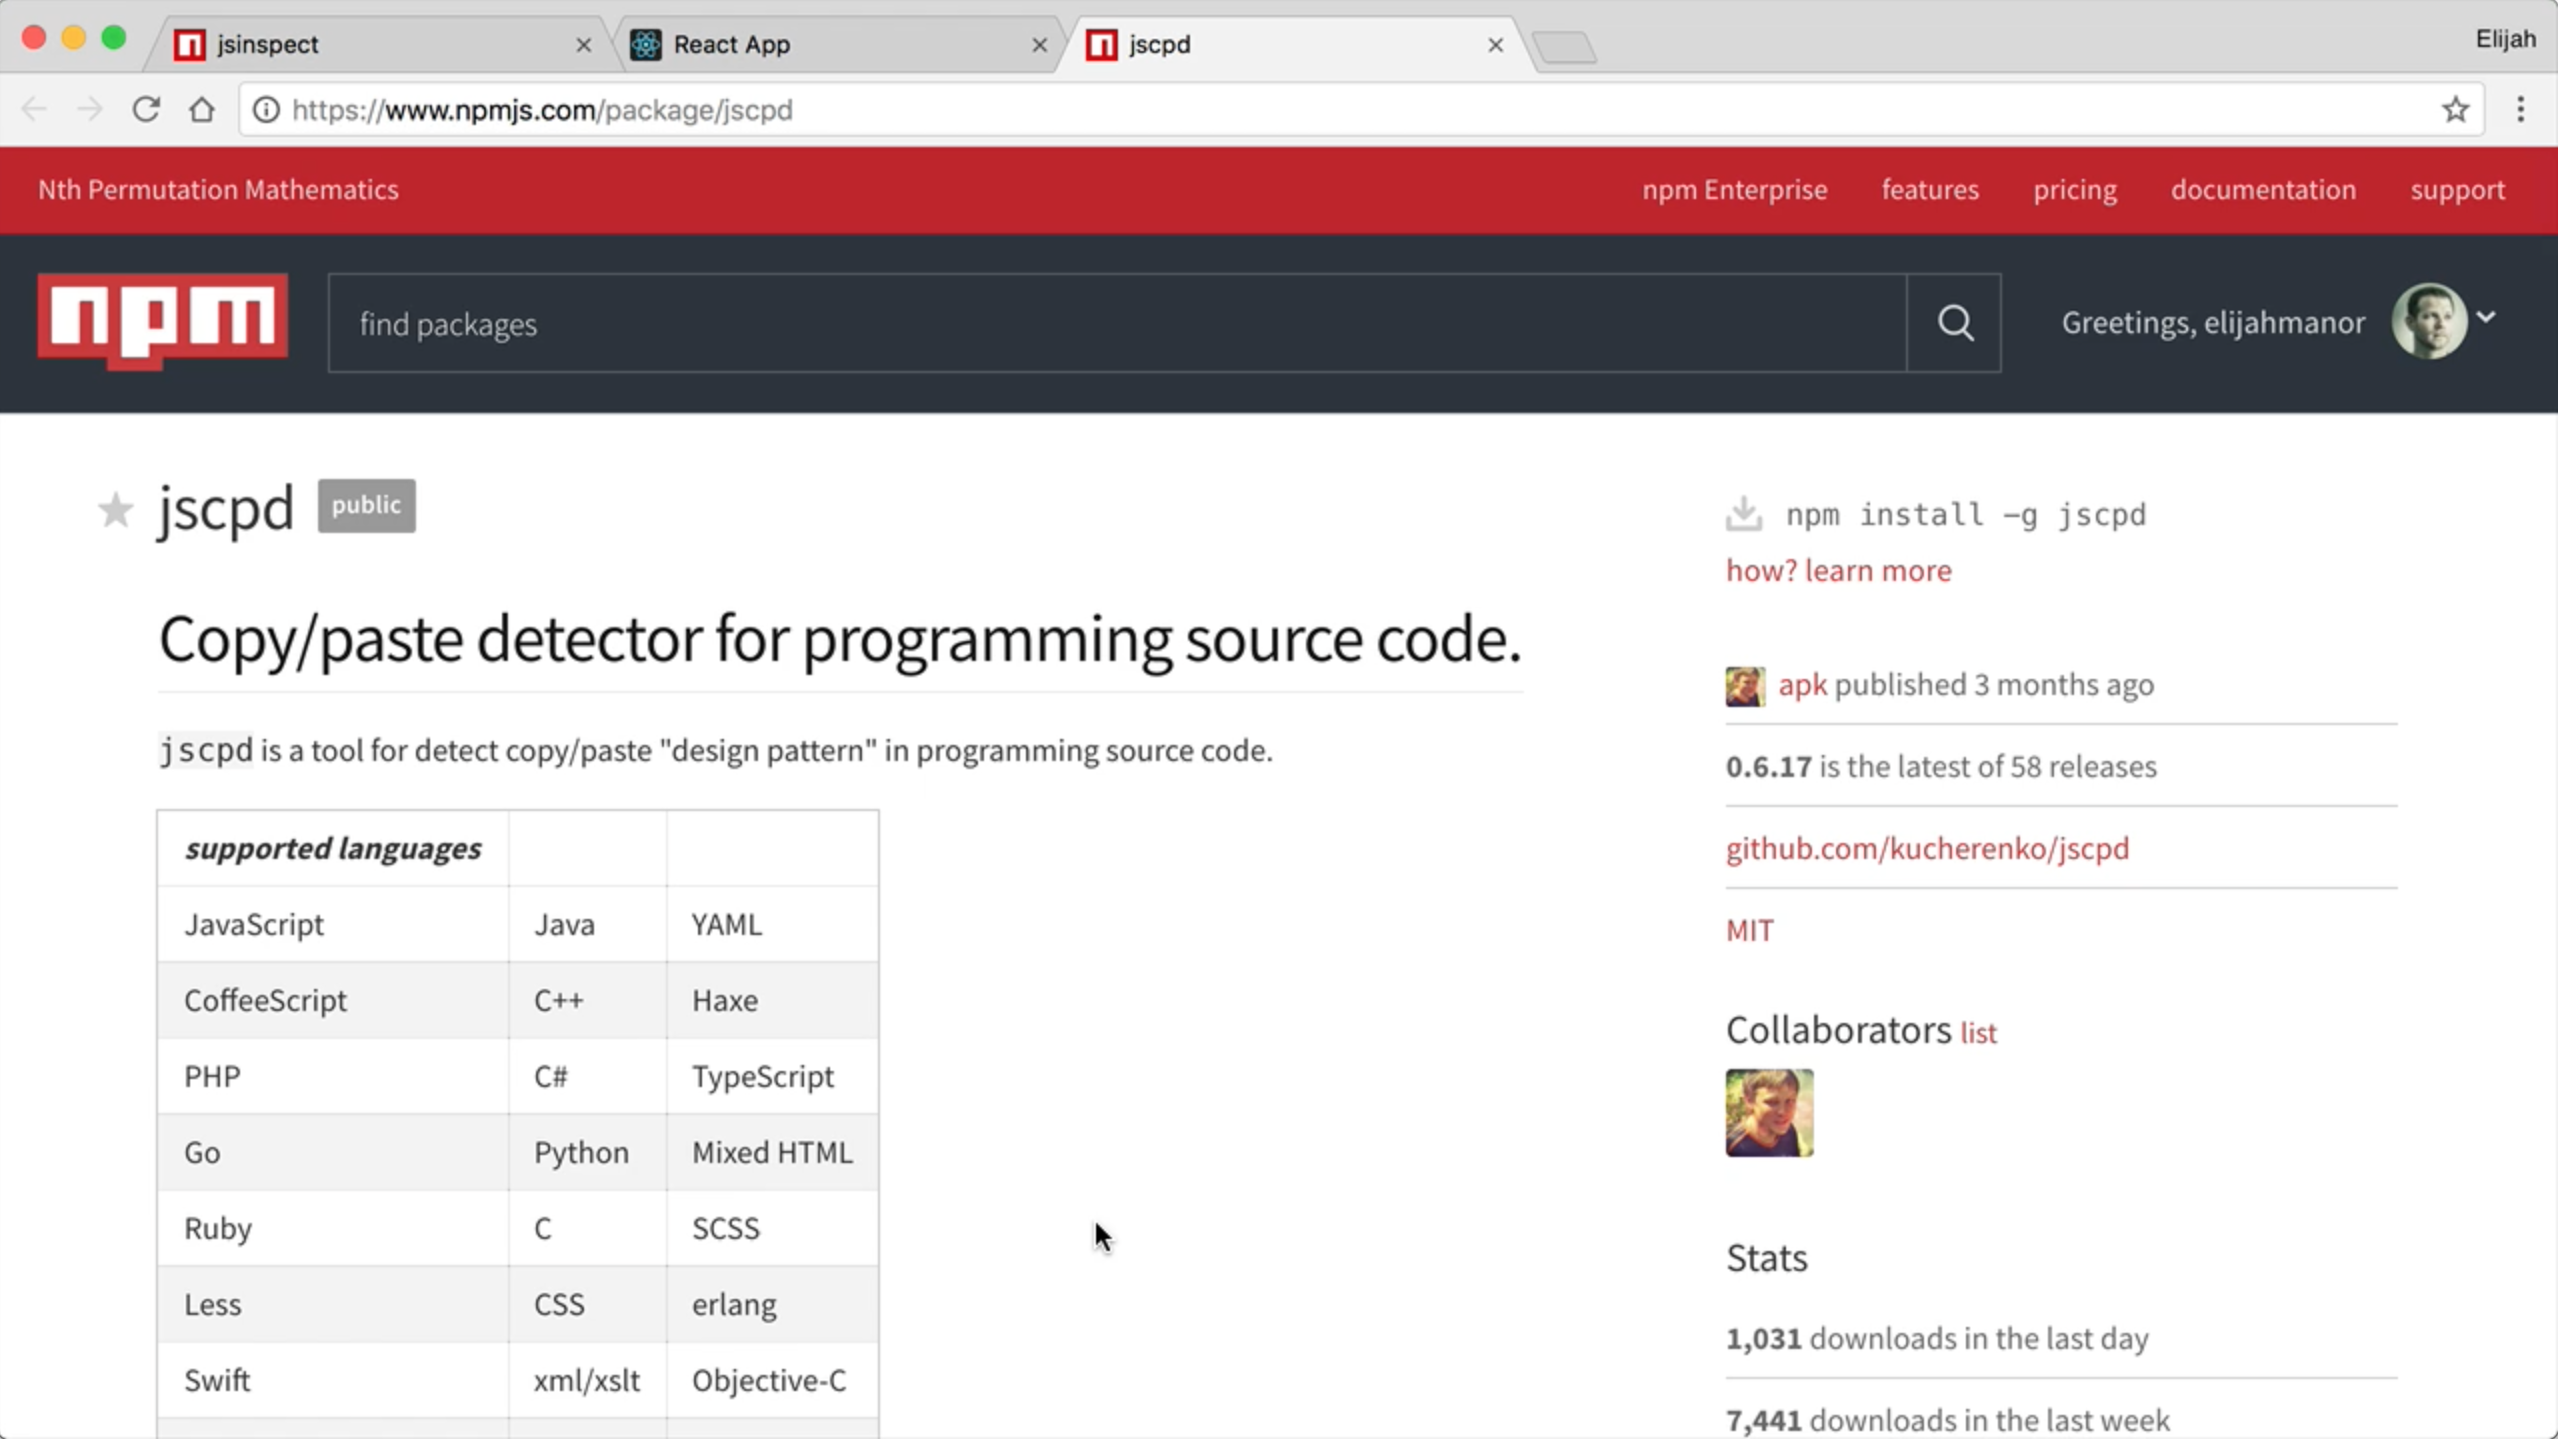 jsinspect
React App
jscpd
Elijah
https://www.npmjs.com/package/jscpd
Nth Permutation Mathematics
npm Enterprise features pricing documentation support
npm
find packages
Greetings, elijahmanor
jscpd public
Copy/paste detector for programming source code.
jscpd is a tool for detect copy/paste "design pattern" in programming source code.
supported languages
JavaScript Java YAML
CoffeeScript C++ Haxe
PHP C# TypeScript
Go Python Mixed HTML
Ruby C SCSS
Less CSS erlang
Swift xml/xslt Objective-C
npm install -g jscpd
how? learn more
apk published 3 months ago
0.6.17 is the latest of 58 releases
github.com/kucherenko/jscpd
MIT
Collaborators list
Stats
1,031 downloads in the last day
7,441 downloads in the last week